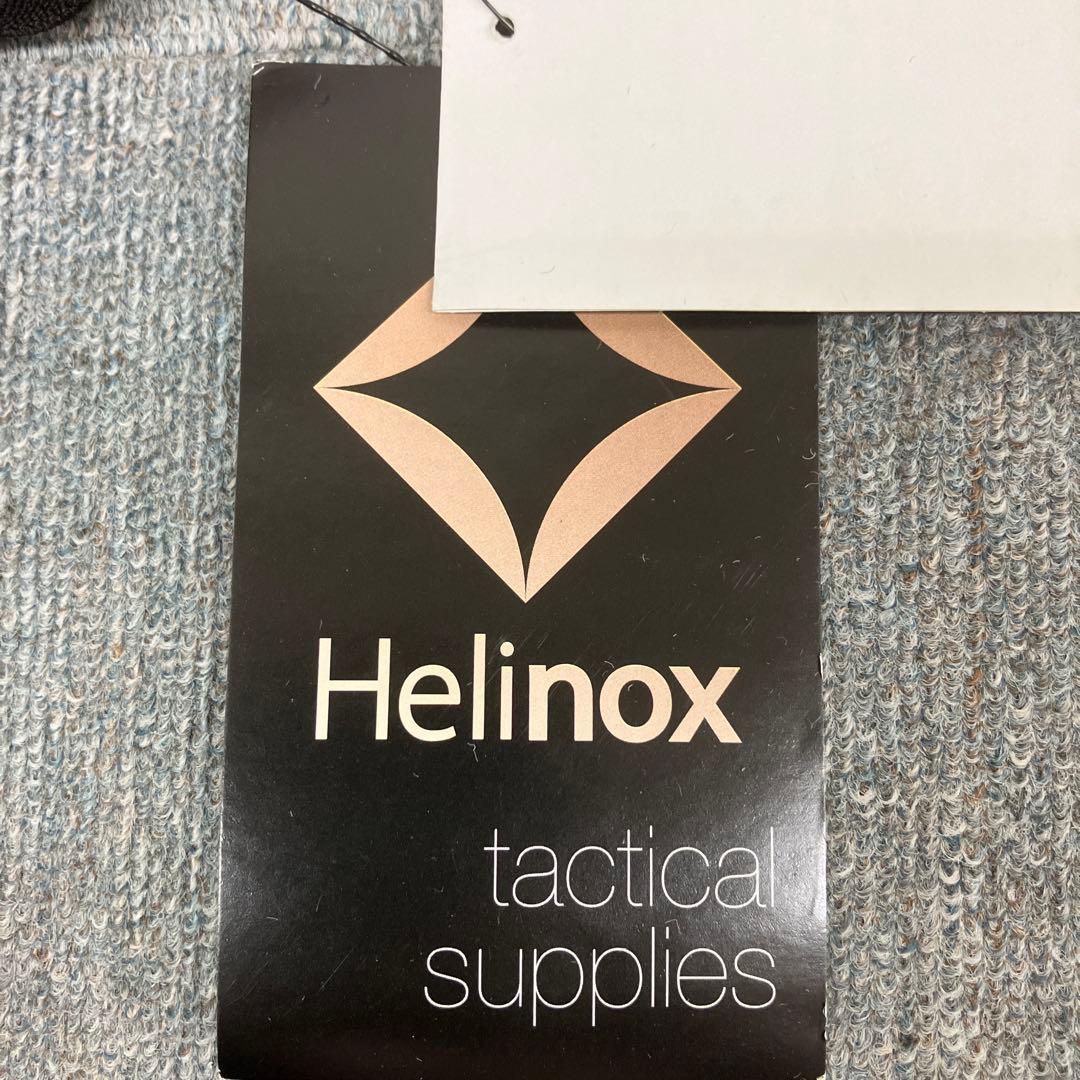 Helinox
tactical
supplies